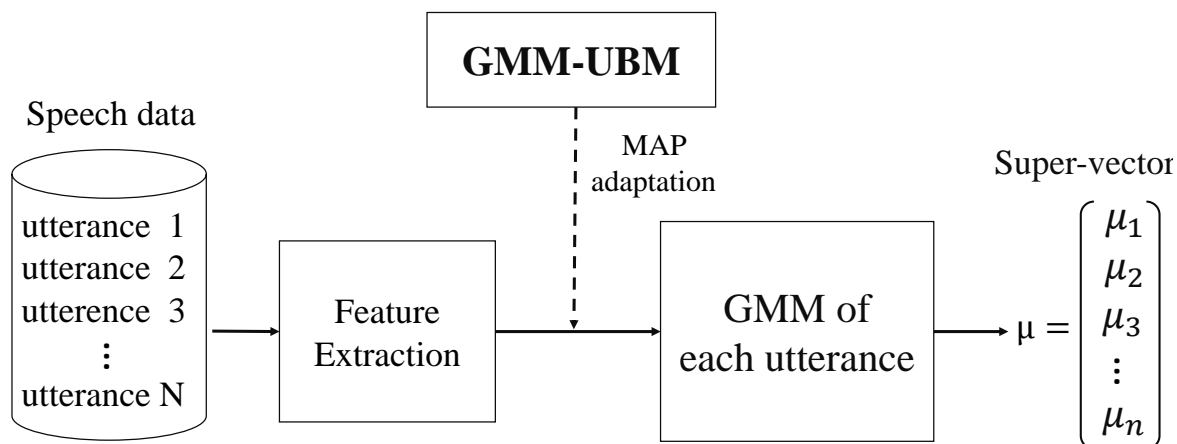 GMM-UBM
Speech data
MAP
adaptation
Super-vector
utterance 1
utterance 2
utterence 3
⋮
utterance N
Feature
Extraction
GMM of
each utterance
μ =
μ₁
μ₂
μ₃
⋮
μₙ